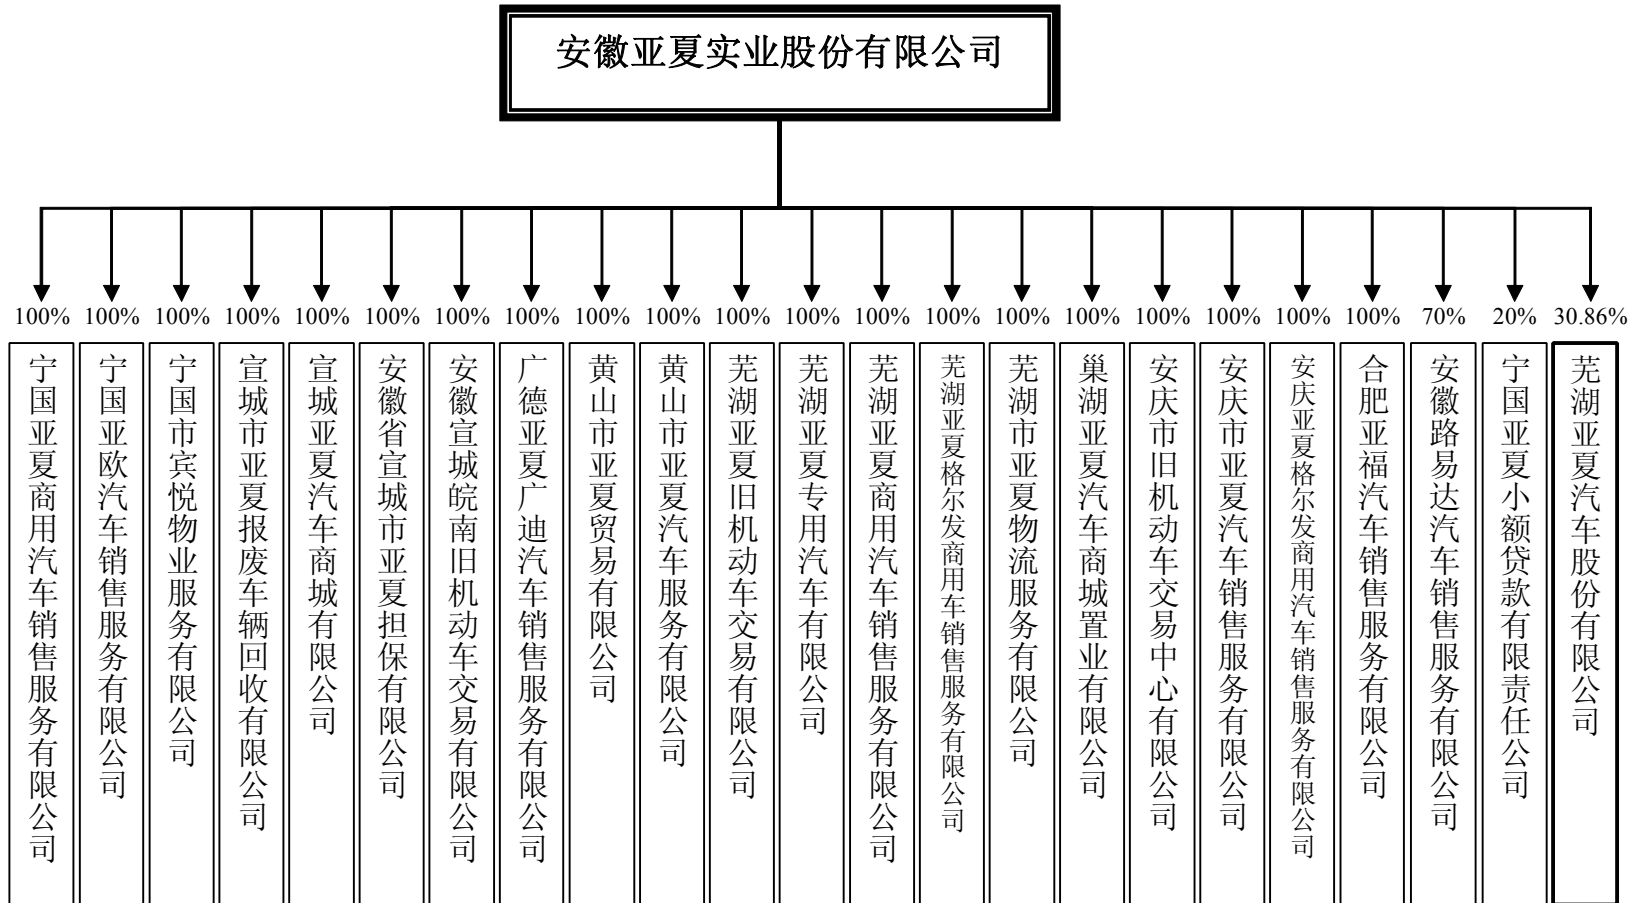 安徽亚夏实业股份有限公司
100% 100% 100% 100% 100% 100% 100% 100% 100% 100% 100% 100% 100% 100% 100% 100% 100% 100% 100% 100% 70% 20% 30.86%
宁国亚夏商用汽车销售服务有限公司
宁国亚欧汽车销售服务有限公司
宁国市宾悦物业服务有限公司
宣城市亚夏报废车辆回收有限公司
宣城亚夏汽车商城有限公司
安徽省宣城市亚夏担保有限公司
安徽宣城皖南旧机动车交易有限公司
广德亚夏广迪汽车销售服务有限公司
黄山市亚夏贸易有限公司
黄山市亚夏汽车服务有限公司
芜湖亚夏旧机动车交易有限公司
芜湖亚夏专用汽车有限公司
芜湖亚夏商用汽车销售服务有限公司
芜湖亚夏格尔发商用车销售服务有限公司
芜湖市亚夏物流服务有限公司
巢湖亚夏汽车商城置业有限公司
安庆市旧机动车交易中心有限公司
安庆市亚夏汽车销售服务有限公司
安庆亚夏格尔发商用汽车销售服务有限公司
合肥亚福汽车销售服务有限公司
安徽路易达汽车销售服务有限公司
宁国亚夏小额贷款有限责任公司
芜湖亚夏汽车股份有限公司